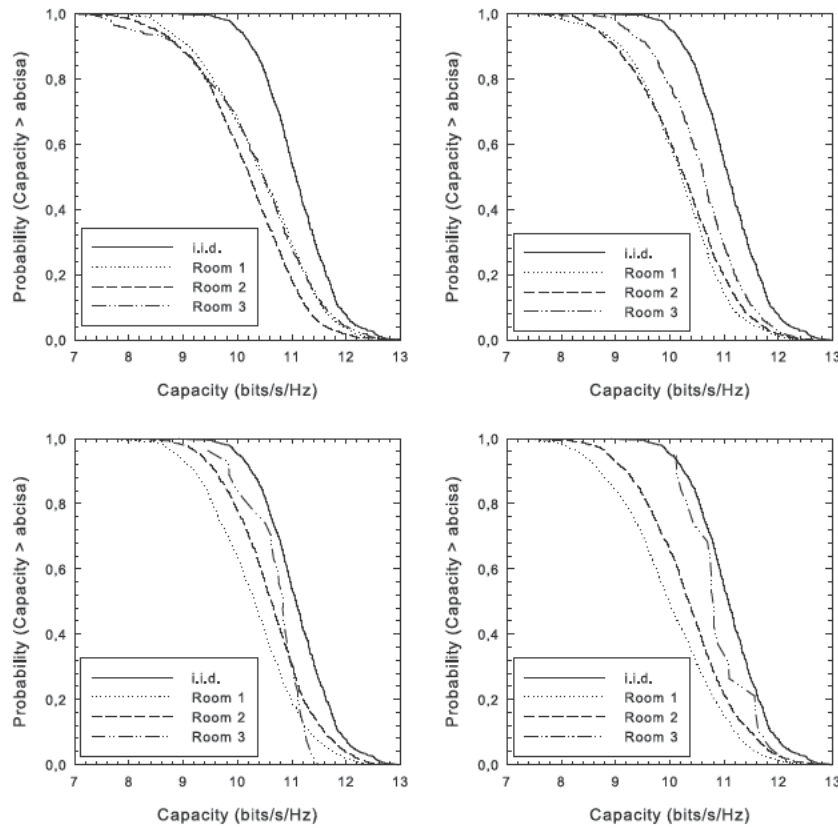 Probability (Capacity > abcisa)
1,0
0,8
0,6
0,4
0,2
0,0
i.i.d.
Room 1
Room 2
Room 3
7 8 9 10 11 12 13
Capacity (bits/s/Hz)
Probability (Capacity > abcisa)
1,0
0,8
0,6
0,4
0,2
0,0
i.i.d.
Room 1
Room 2
Room 3
7 8 9 10 11 12 13
Capacity (bits/s/Hz)
Probability (Capacity > abcisa)
1,0
0,8
0,6
0,4
0,2
0,0
i.i.d.
Room 1
Room 2
Room 3
7 8 9 10 11 12 13
Capacity (bits/s/Hz)
Probability (Capacity > abcisa)
1,0
0,8
0,6
0,4
0,2
0,0
i.i.d.
Room 1
Room 2
Room 3
7 8 9 10 11 12 13
Capacity (bits/s/Hz)